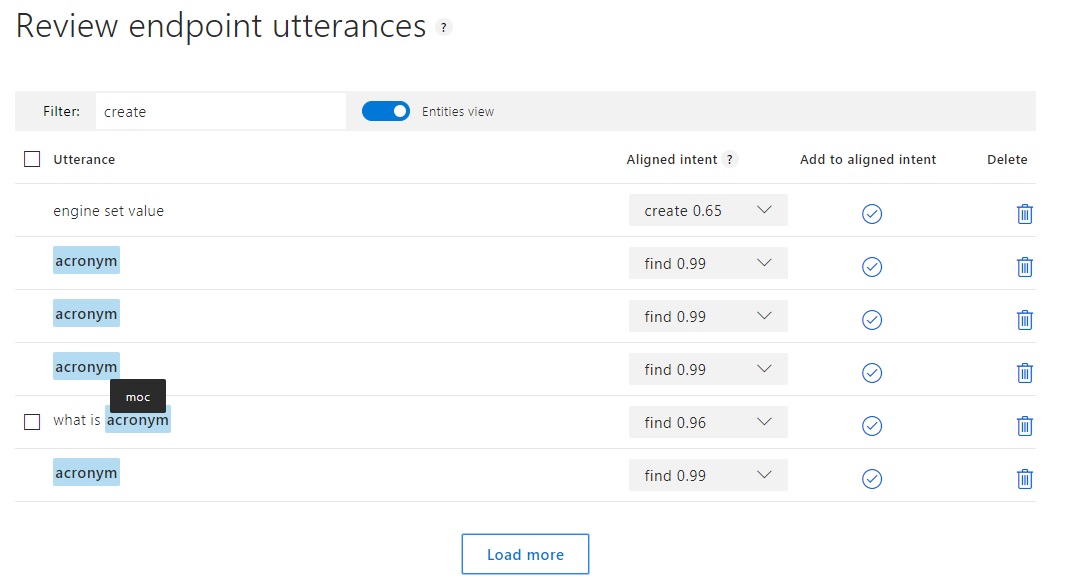 Review endpoint utterances ?
Filter: create Entities view
Utterance Aligned intent ? Add to aligned intent Delete
engine set value create 0.65
acronym find 0.99
acronym find 0.99
acronym find 0.99
moc
what is acronym find 0.96
acronym find 0.99
Load more